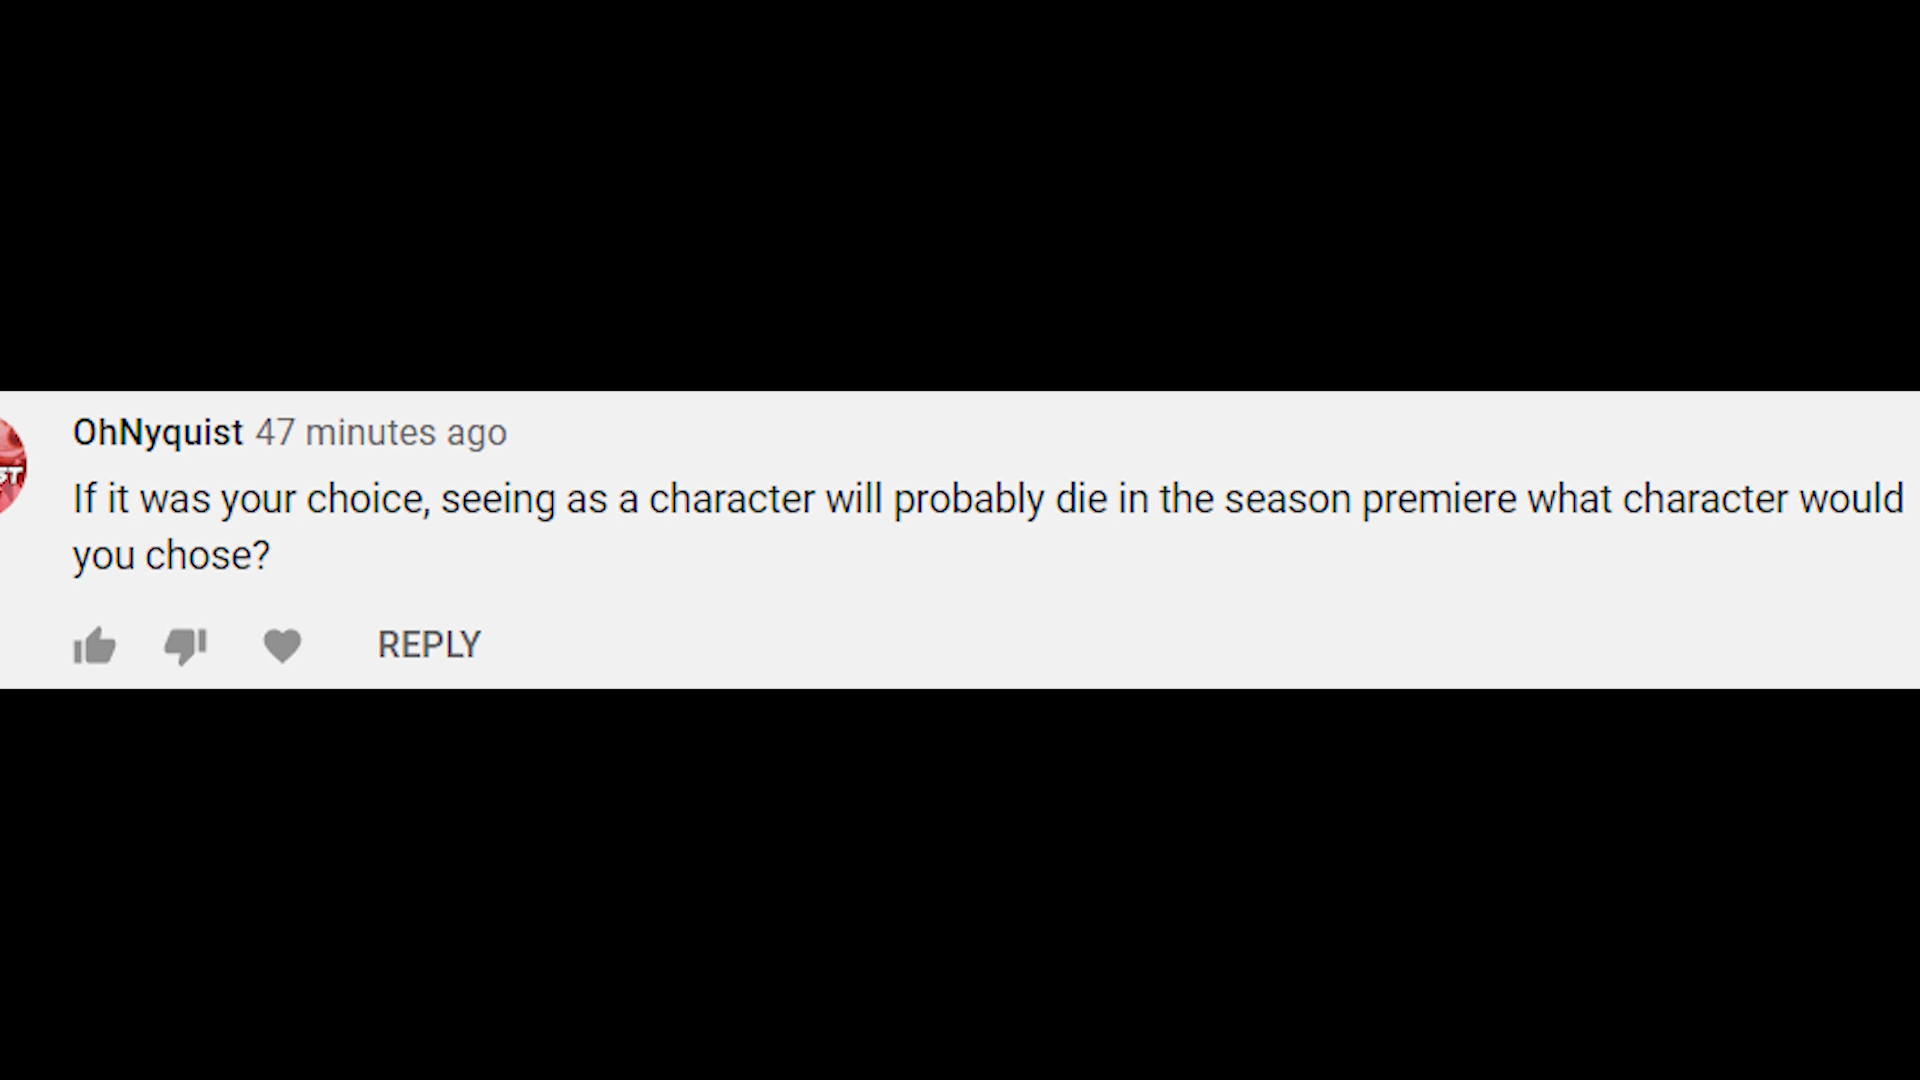 OhNyquist 47 minutes ago
If it was your choice, seeing as a character will probably die in the season premiere what character would
you chose?
REPLY